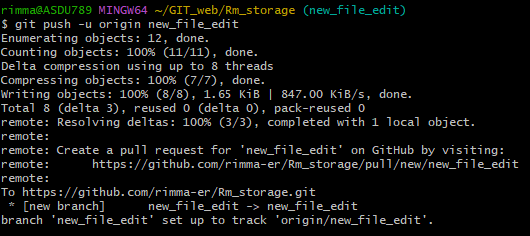 rimma@ASDU789 MINGW64 ~/GIT_web/Rm_storage (new_file_edit)
$ git push -u origin new_file_edit
Enumerating objects: 12, done.
Counting objects: 100% (11/11), done.
Delta compression using up to 8 threads
Compressing objects: 100% (7/7), done.
Writing objects: 100% (8/8), 1.65 KiB | 847.00 KiB/s, done.
Total 8 (delta 3), reused 0 (delta 0), pack-reused 0
remote: Resolving deltas: 100% (3/3), completed with 1 local object.
remote:
remote: Create a pull request for 'new_file_edit' on GitHub by visiting:
remote:      https://github.com/rimma-er/Rm_storage/pull/new/new_file_edit
remote:
To https://github.com/rimma-er/Rm_storage.git
 * [new branch]      new_file_edit -> new_file_edit
branch 'new_file_edit' set up to track 'origin/new_file_edit'.